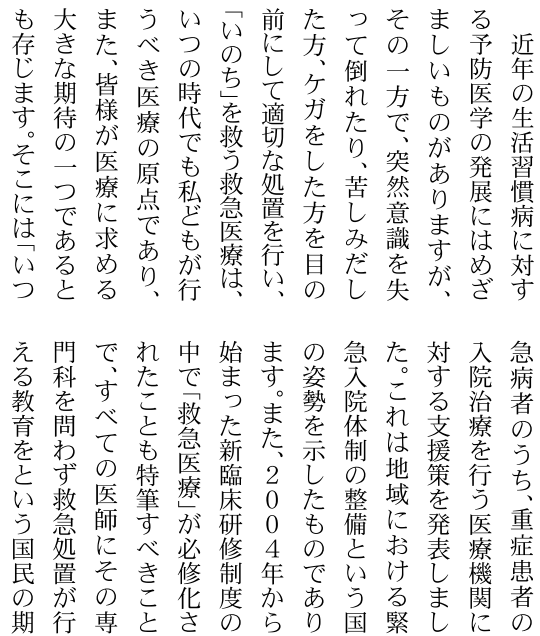 近年の生活習慣病に対す
る予防医学の発展にはめざ
ましいものがありますが、
その一方で、突然意識を失
って倒れたり、苦しみだし
た方、ケガをした方を目の
前にして適切な処置を行い、
「いのち」を救う救急医療は、
いつの時代でも私どもが行
うべき医療の原点であり、
また、皆様が医療に求める
大きな期待の一つであると
も存じます。そこには「いつ
急病者のうち、重症患者の
入院治療を行う医療機関に
対する支援策を発表しまし
た。これは地域における緊
急入院体制の整備という国
の姿勢を示したものであり
ます。また、２００４年から
始まった新臨床研修制度の
中で「救急医療」が必修化さ
れたことも特筆すべきこと
で、すべての医師にその専
門科を問わず救急処置が行
える教育をという国民の期